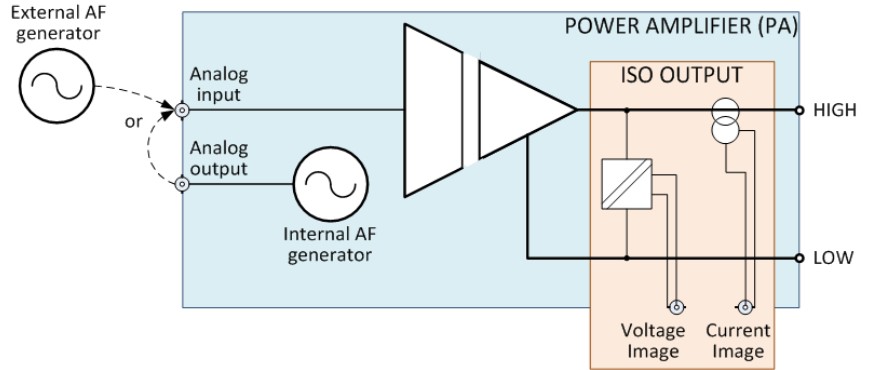 External AF
generator
POWER AMPLIFIER (PA)
ISO OUTPUT
Analog
input
HIGH
or
Analog
output
Internal AF
generator
LOW
Voltage
Image
Current
Image